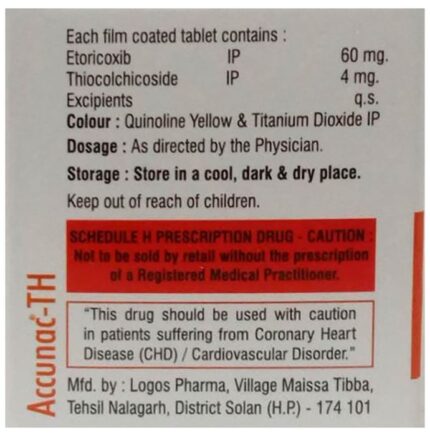 Each film coated tablet contains :
Etoricoxib IP 60 mg.
Thiocolchicoside IP 4 mg.
Excipients q.s.
Colour : Quinoline Yellow & Titanium Dioxide IP
Dosage : As directed by the Physician.
Storage : Store in a cool, dark & dry place.
Keep out of reach of children.
SCHEDULE H PRESCRIPTION DRUG - CAUTION :
Not to be sold by retail without the prescription
of a Registered Medical Practitioner.
"This drug should be used with caution
in patients suffering from Coronary Heart
Disease (CHD) / Cardiovascular Disorder."
Mfd. by : Logos Pharma, Village Maissa Tibba,
Tehsil Nalagarh, District Solan (H.P.) - 174 101
Accunac®-TH